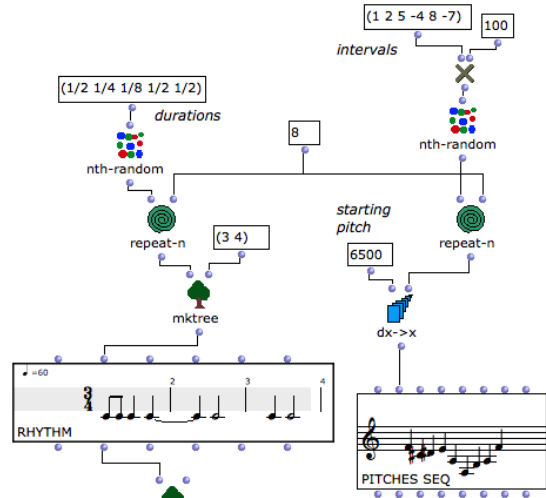 (1 2 5 -4 8 -7)
100
intervals
(1/2 1/4 1/8 1/2 1/2)
durations
8
nth-random
nth-random
repeat-n
starting
pitch
repeat-n
(3 4)
6500
mktree
dx->x
=60
2
3
4
3
4
RHYTHM
PITCHES SEQ